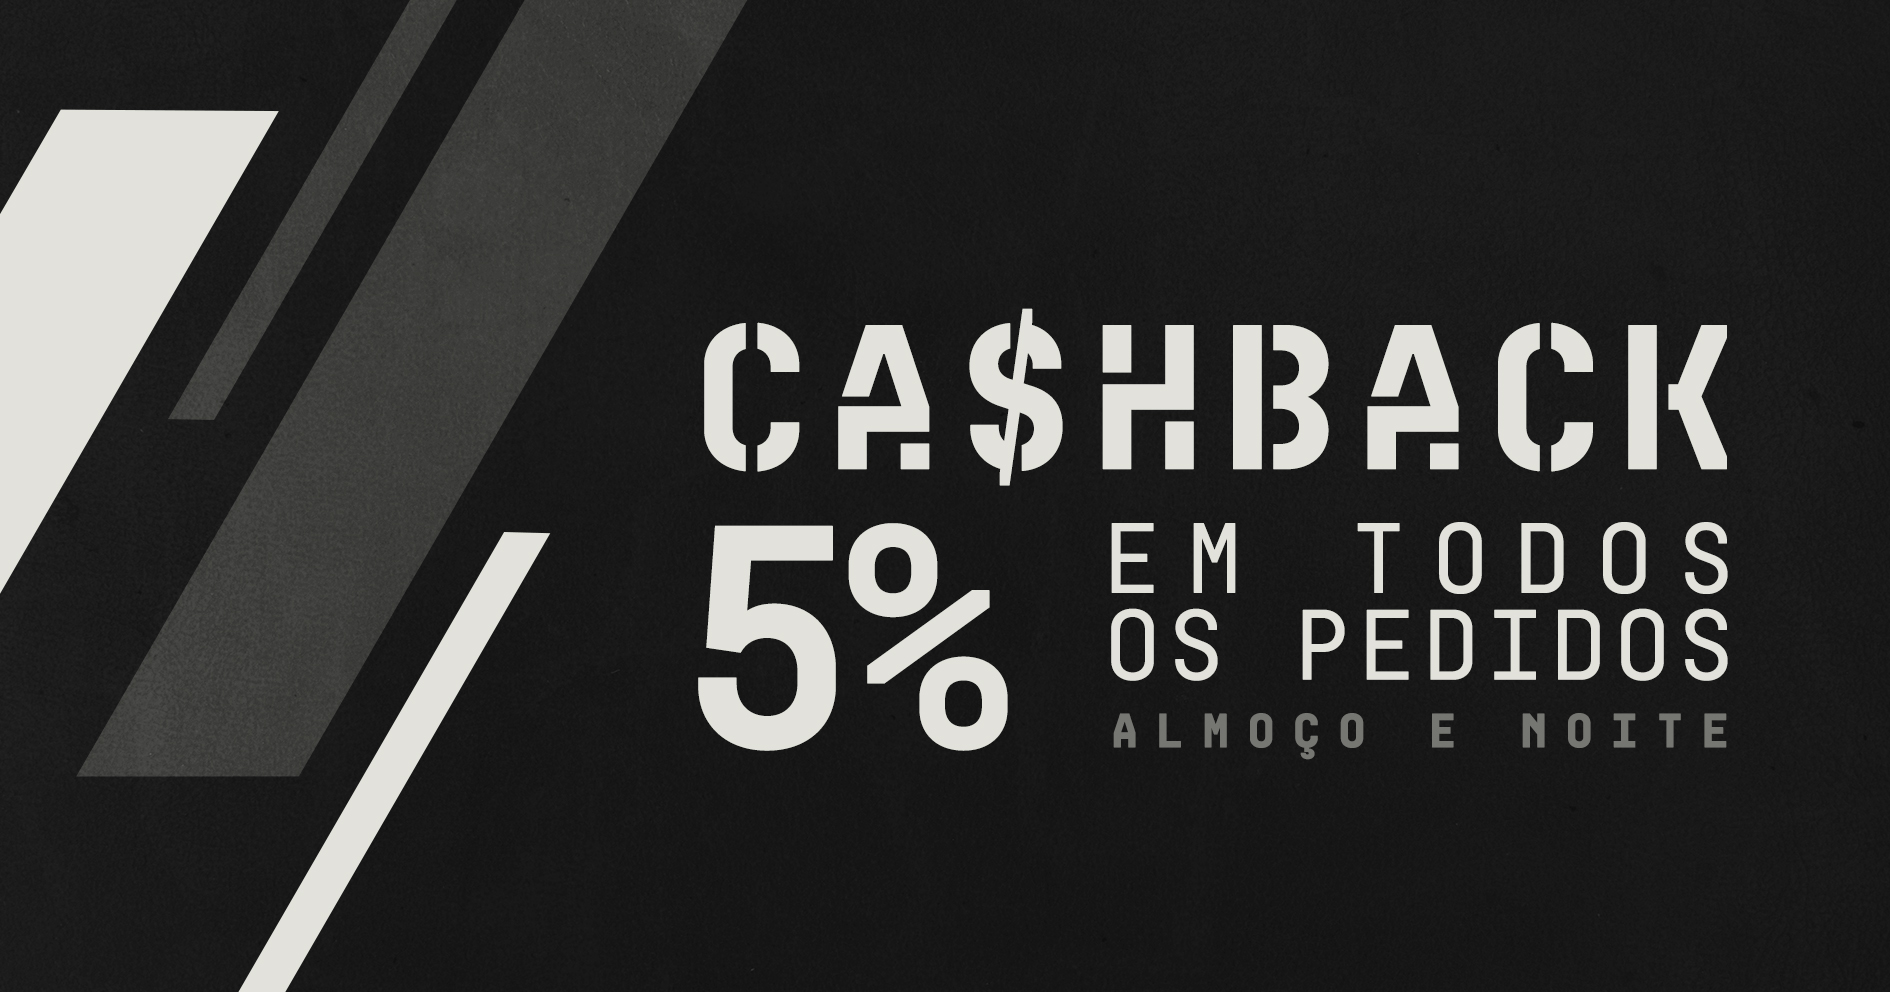 CA$HBACK
5%
EM TODOS
OS PEDIDOS
ALMOÇO E NOITE